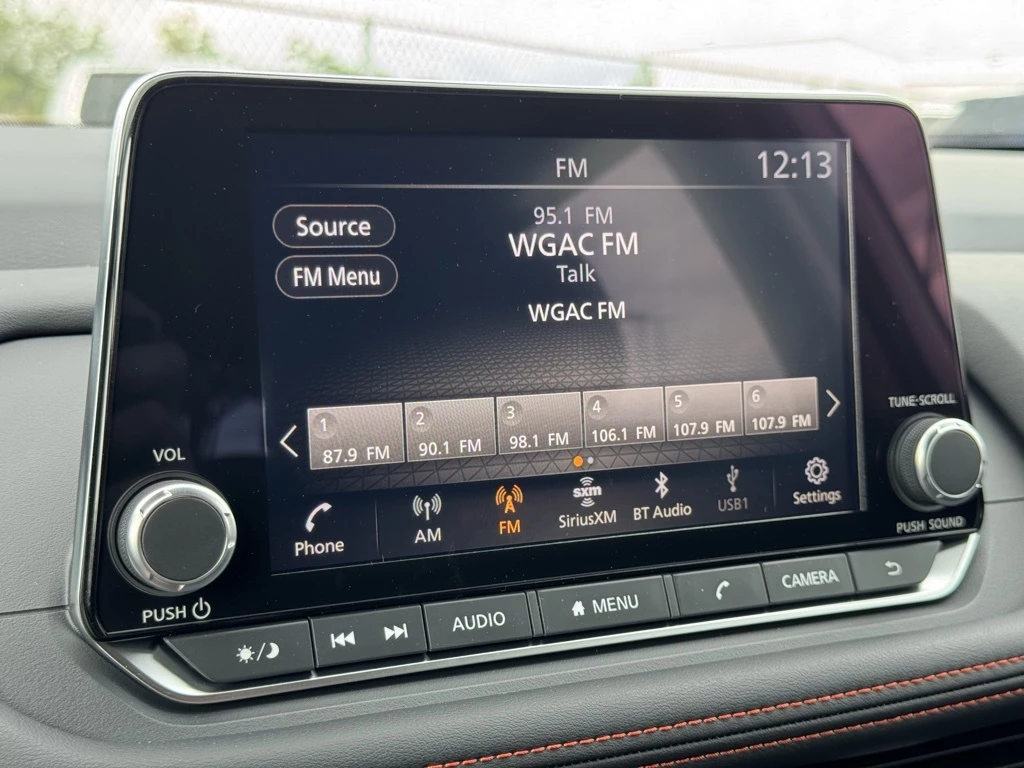 FM
12:13
Source
FM Menu
95.1 FM
WGAC FM
Talk
WGAC FM
1
87.9 FM
2
90.1 FM
3
98.1 FM
4
106.1 FM
5
107.9 FM
6
107.9 FM
Phone
AM
FM
sxm
SiriusXM
BT Audio
USB1
Settings
VOL
PUSH
TUNE·SCROLL
PUSH SOUND
AUDIO
MENU
CAMERA